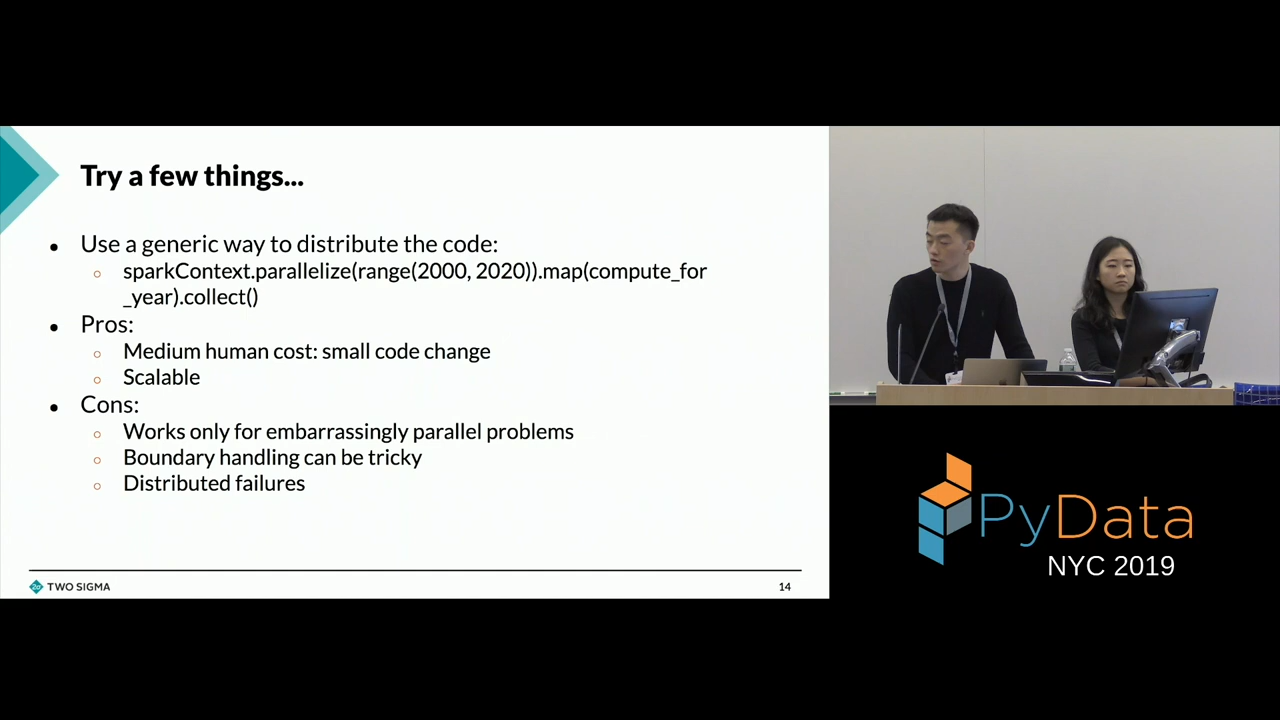 Try a few things...
● Use a generic way to distribute the code:
○ sparkContext.parallelize(range(2000, 2020)).map(compute_for
_year).collect()
● Pros:
○ Medium human cost: small code change
○ Scalable
● Cons:
○ Works only for embarrassingly parallel problems
○ Boundary handling can be tricky
○ Distributed failures
TWO SIGMA
14
PyData
NYC 2019